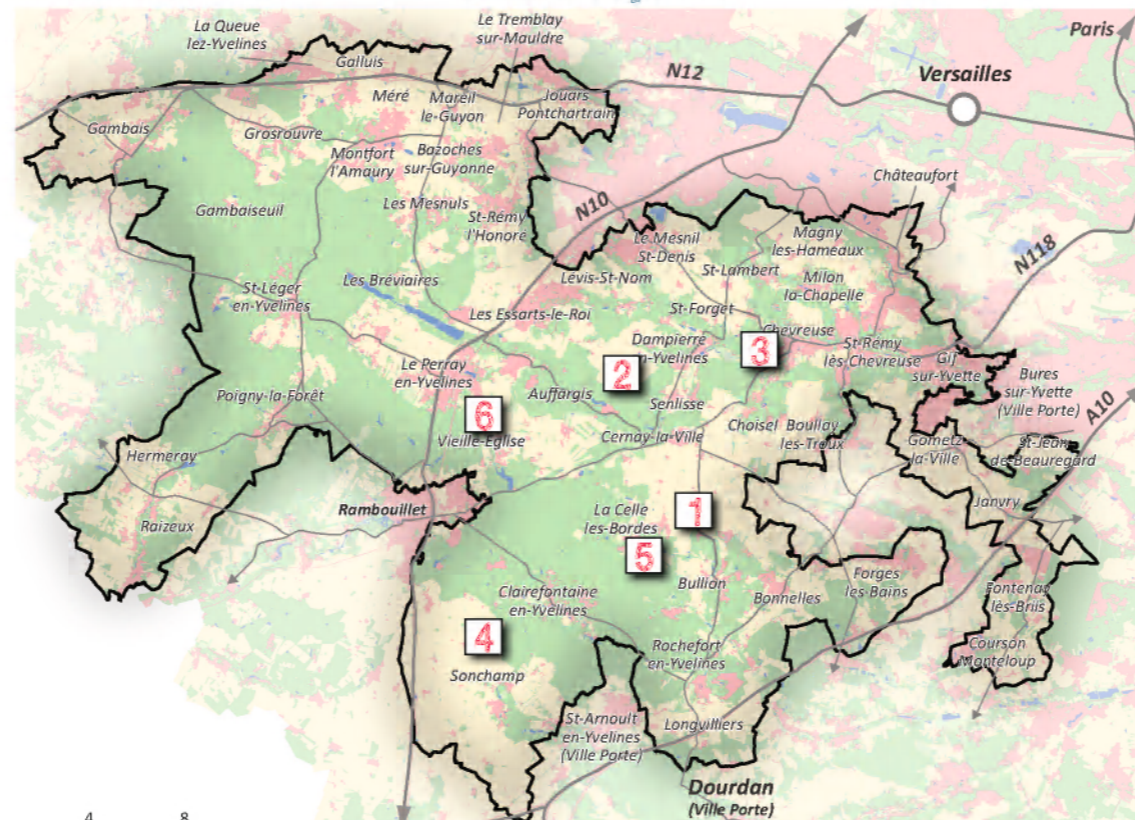 La Queue
lez-Yvelines
Le Tremblay
sur-Mauldre
Paris
Galluis
N12
Versailles
Méré
Mareil
le-Guyon
Jouars
Pontchartrain
Gambais
Grosrouvre
Montfort
l'Amaury
Bazoches
sur-Guyonne
Châteaufort
Gambaiseuil
Les Mesnuls
St-Rémy
l'Honoré
N10
Le Mesnil
St-Denis
Magny
les-Hameaux
N118
St-Léger
en-Yvelines
Les Bréviaires
Lévis-St-Nom
St-Lambert
Milon
la-Chapelle
Les Essarts-le-Roi
St-Forget
Chevreuse
Dampierre
en-Yvelines
3
St-Rémy
lès-Chevreuse
Gif
sur-Yvette
Bures
sur-Yvette
(Ville Porte)
A10
Le Perray
en-Yvelines
2
Auffargis
Senlisse
Poigny-la-Forêt
6
Vieille-Eglise
Cernay-la-Ville
Choisel
Boullay
les-Troux
Gometz
la-Ville
St-Jean
de-Beauregard
Hermeray
Raizeux
Rambouillet
La Celle
les-Bordes
1
Janvry
5
Bullion
Clairefontaine
en-Yvelines
Bonnelles
Forges
les-Bains
Fontenay
lès-Briis
4
Sonchamp
Rochefort
en-Yvelines
Courson
Monteloup
St-Arnoult
en-Yvelines
(Ville Porte)
Longvilliers
Dourdan
(Ville Porte)
4 8